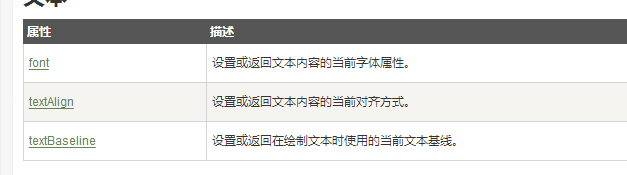 文本
属性 描述
font 设置或返回文本内容的当前字体属性。
textAlign 设置或返回文本内容的当前对齐方式。
textBaseline 设置或返回在绘制文本时使用的当前文本基线。